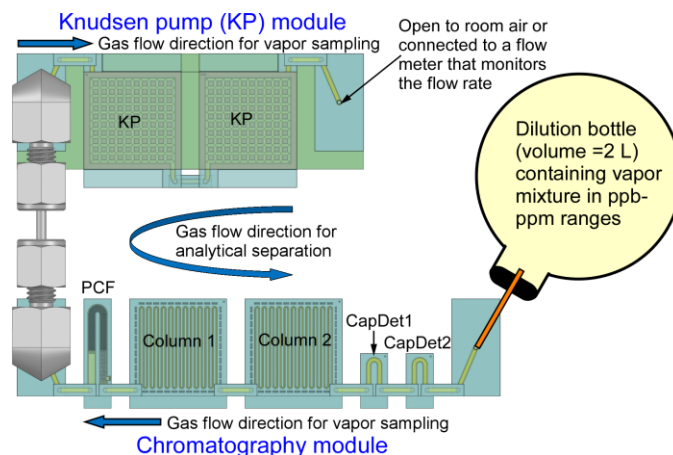 Knudsen pump (KP) module
Gas flow direction for vapor sampling
Open to room air or
connected to a flow
meter that monitors
the flow rate
KP
KP
Dilution bottle
(volume =2 L)
containing vapor
mixture in ppb-
ppm ranges
Gas flow direction for
analytical separation
PCF
Column 1
Column 2
CapDet1
CapDet2
Gas flow direction for vapor sampling
Chromatography module